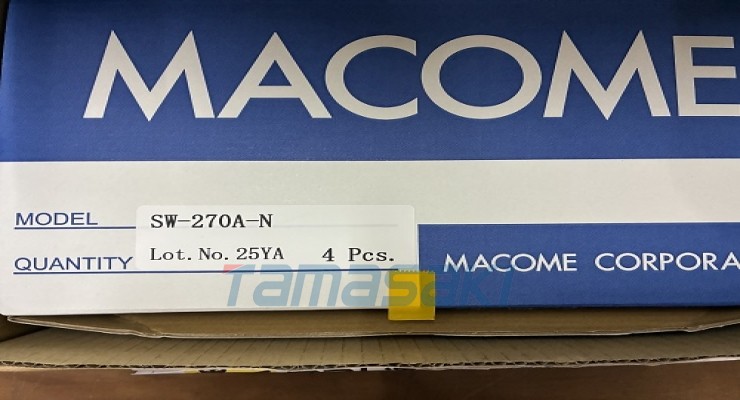 MACOME
MODEL SW-270A-N
Lot.No.25YA 4 Pcs.
QUANTITY
MACOME CORPORA
Tamasaki